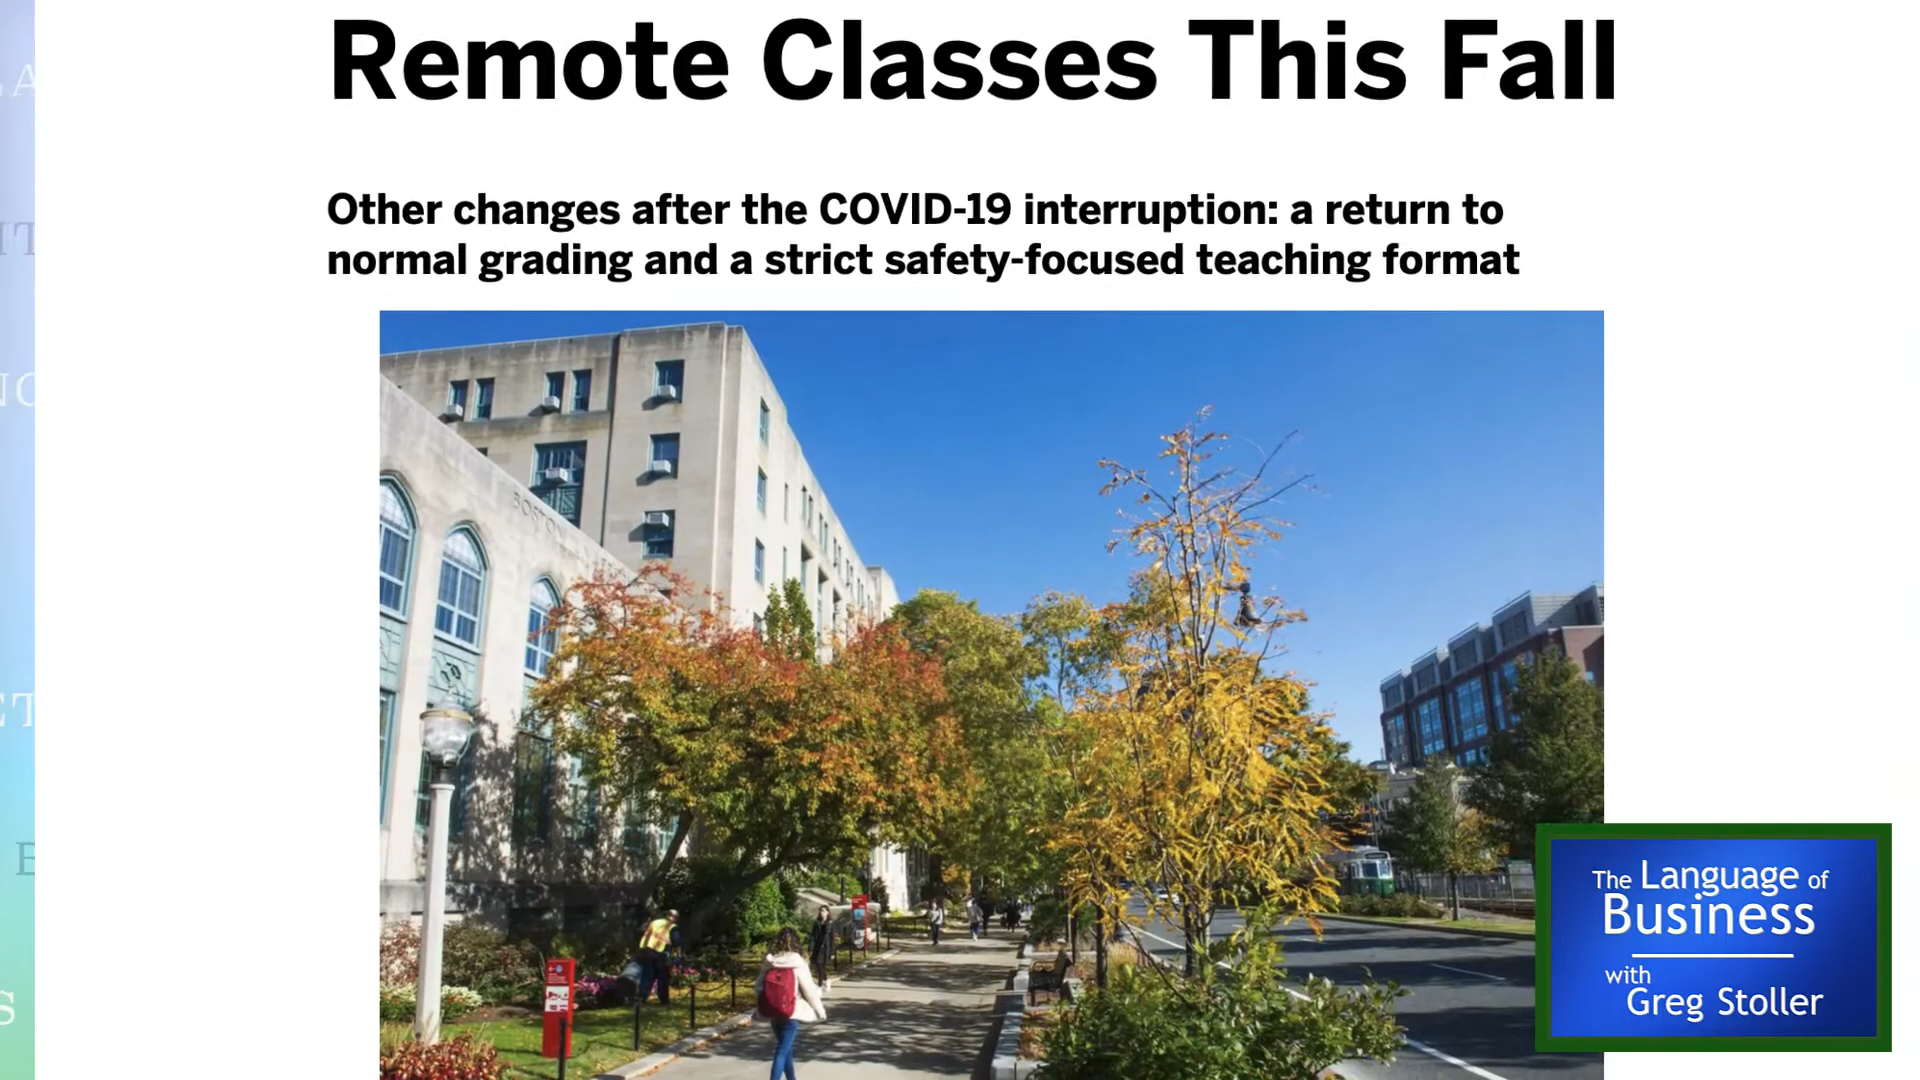 Remote Classes This Fall
Other changes after the COVID-19 interruption: a return to
normal grading and a strict safety-focused teaching format
BOSTON
The Language of
Business
with
Greg Stoller